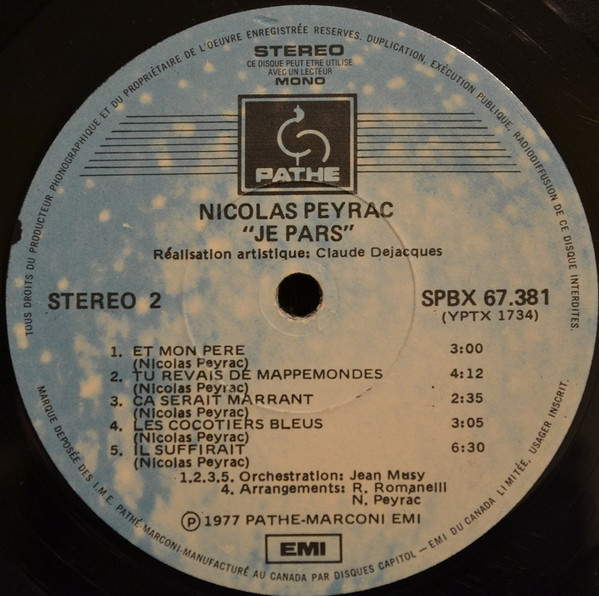 TOUS DROITS DU PRODUCTEUR PHONOGRAPHIQUE ET DU PROPRIÉTAIRE DE L'OEUVRE ENREGISTRÉE RESERVES. DUPLICATION, EXÉCUTION PUBLIQUE, RADIODIFFUSION DE CE DISQUE INTERDITES.
STEREO
CE DISQUE PEUT ETRE UTILISE
AVEC UN LECTEUR
MONO
PATHE
NICOLAS PEYRAC
"JE PARS"
Réalisation artistique: Claude Dejacques
STEREO 2
SPBX 67.381
(YPTX 1734)
1. ET MON PERE 3:00
(Nicolas Peyrac)
2. TU REVAIS DE MAPPEMONDES 4:12
(Nicolas Peyrac)
3. CA SERAIT MARRANT 2:35
(Nicolas Peyrac)
4. LES COCOTIERS BLEUS 3:05
(Nicolas Peyrac)
5. IL SUFFIRAIT 6:30
(Nicolas Peyrac)
1.2.3.5. Orchestration: Jean Musy
4. Arrangements: R. Romanelli
N. Peyrac
Ⓟ 1977 PATHE-MARCONI EMI
EMI
MARQUE DEPOSÉE DES I.M.E. PATHÉ-MARCONI-MANUFACTURÉ AU CANADA PAR DISQUES CAPITOL — EMI DU CANADA LIMITÉE. USAGER INSCRIT.